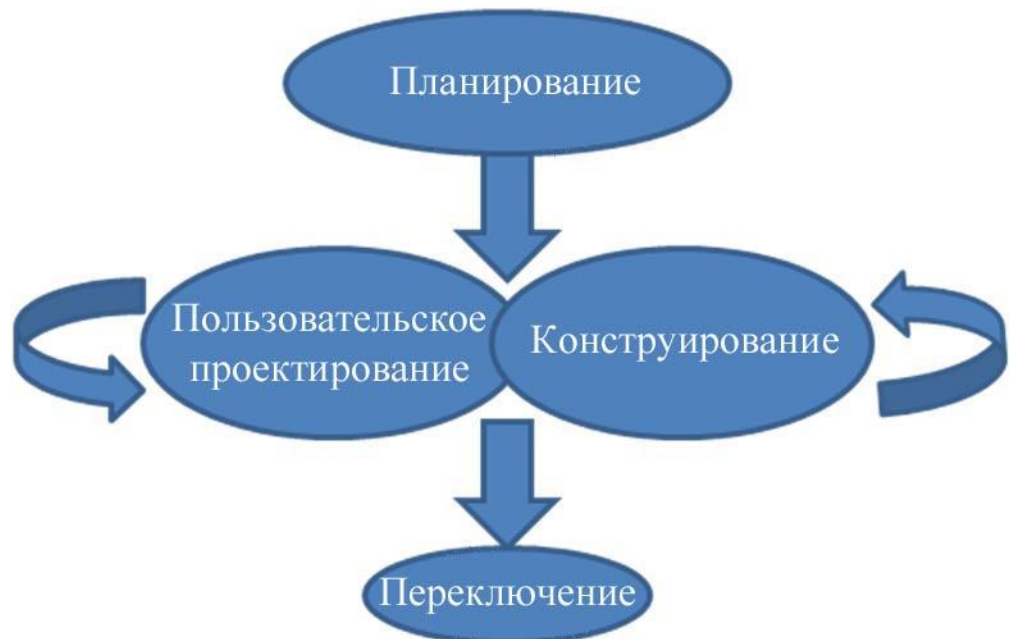 Планирование
Пользовательское
проектирование
Конструирование
Переключение